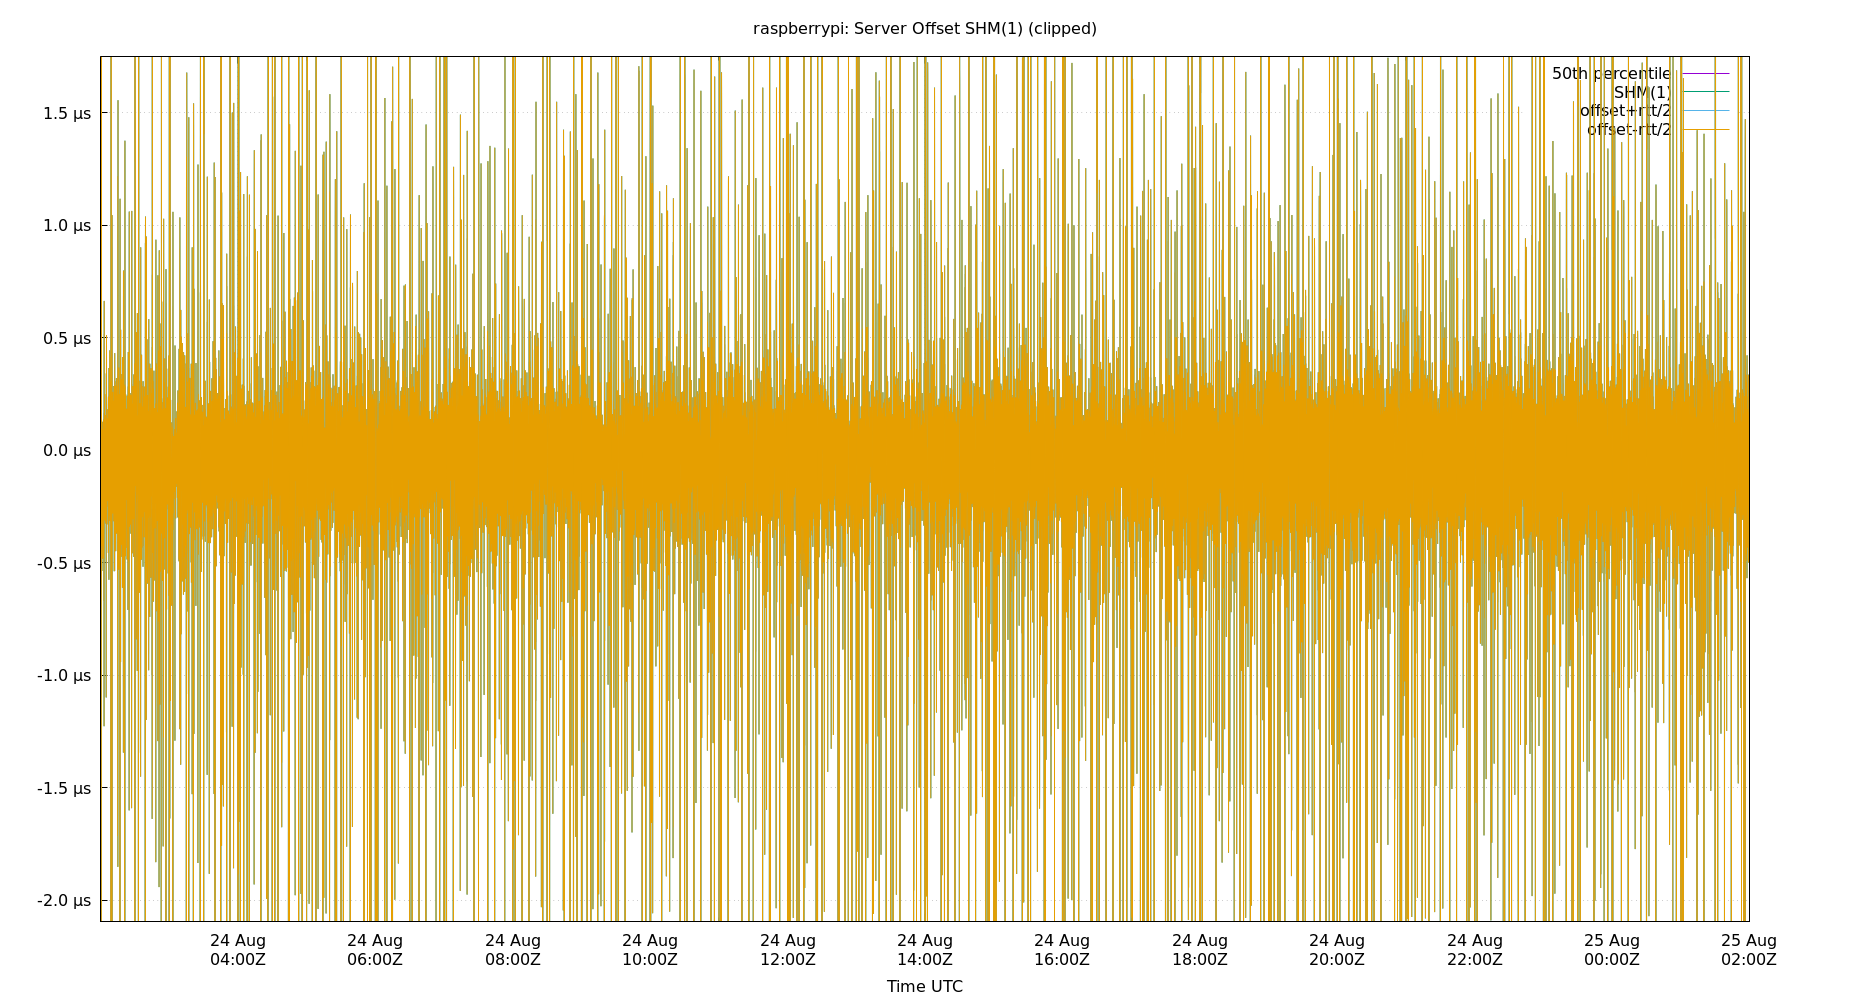 raspberrypi: Server Offset SHM(1) (clipped)
50th percentile
SHM(1)
offset+rtt/2
offset-rtt/2
1.5 µs
1.0 µs
0.5 µs
0.0 µs
-0.5 µs
-1.0 µs
-1.5 µs
-2.0 µs
24 Aug 24 Aug 24 Aug 24 Aug 24 Aug 24 Aug 24 Aug 24 Aug 24 Aug 24 Aug 25 Aug 25 Aug
04:00Z 06:00Z 08:00Z 10:00Z 12:00Z 14:00Z 16:00Z 18:00Z 20:00Z 22:00Z 00:00Z 02:00Z
Time UTC